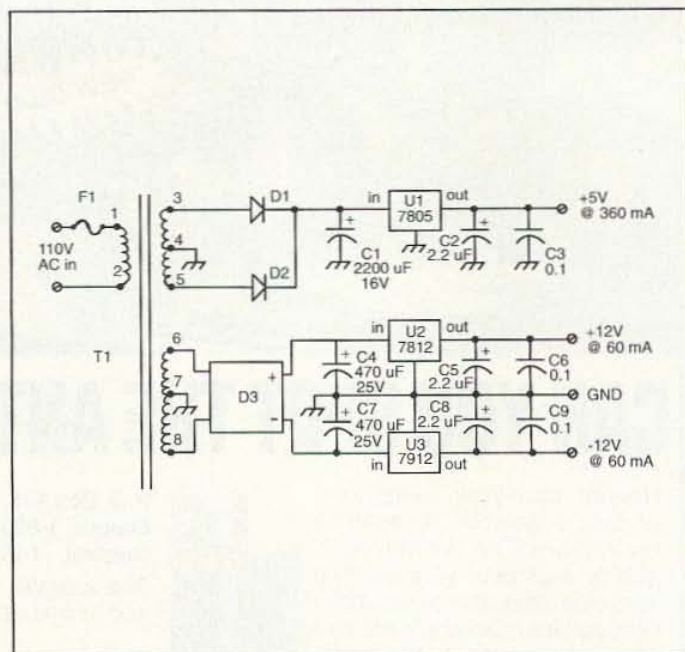 F1
1
110V
AC in
2
T1
3
4
5
D1
D2
in
U1
7805
out
+5V
@ 360 mA
C1
2200 uF
16V
C2
2.2 uF
C3
0.1
6
7
8
D3
+
-
in
U2
7812
out
+12V
@ 60 mA
C4
470 uF
25V
C5
2.2 uF
C6
0.1
GND
C7
470 uF
25V
C8
2.2 uF
C9
0.1
in
U3
7912
out
-12V
@ 60 mA